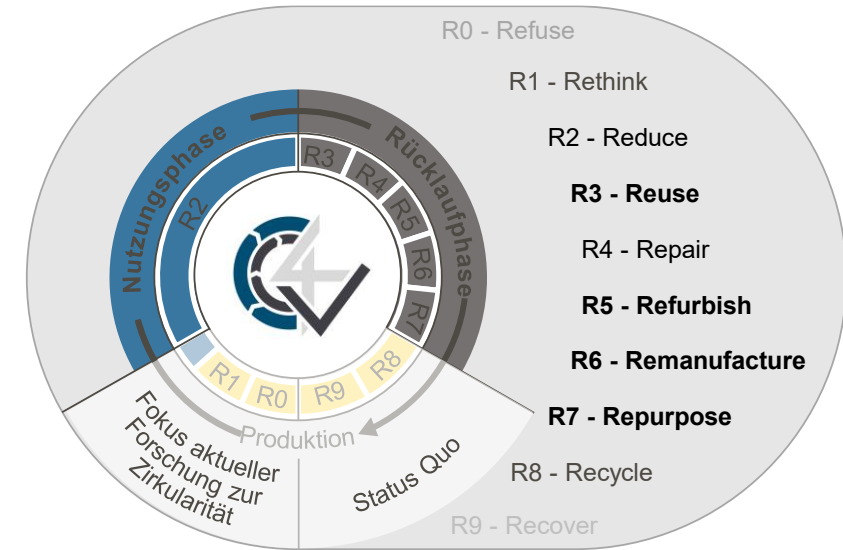 R0 - Refuse
R1 - Rethink
R2 - Reduce
R3 - Reuse
R4 - Repair
R5 - Refurbish
R6 - Remanufacture
R7 - Repurpose
R8 - Recycle
R9 - Recover
Nutzungsphase
Rücklaufphase
R2
R3
R4
R5
R6
R7
R8
R9
R0
R1
4
Produktion
Fokus aktueller
Forschung zur
Zirkularität
Status Quo